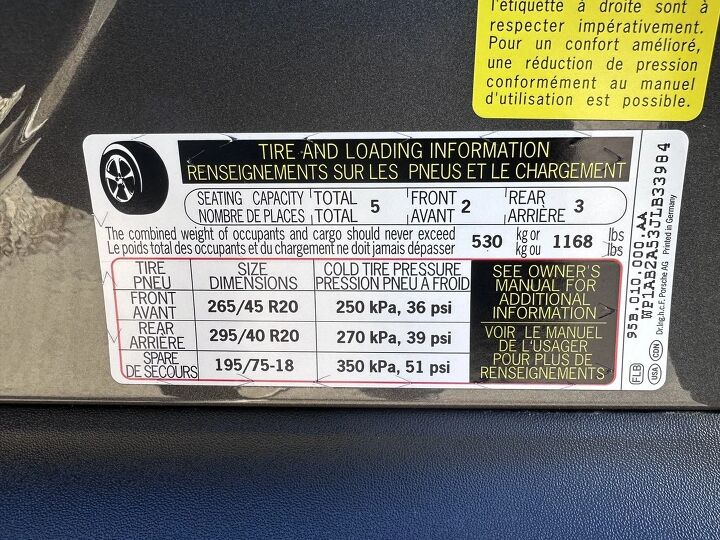 l'étiquette à droite sont à
respecter impérativement.
Pour un confort amélioré,
une réduction de pression
conformément au manuel
d'utilisation est possible.
TIRE AND LOADING INFORMATION
RENSEIGNEMENTS SUR LES PNEUS ET LE CHARGEMENT
SEATING CAPACITY TOTAL 5 FRONT 2 REAR 3
NOMBRE DE PLACES TOTAL AVANT ARRIÈRE
The combined weight of occupants and cargo should never exceed 530 kg or 1168 lbs
Le poids total des occupants et du chargement ne doit jamais dépasser kg ou lbs
TIRE SIZE COLD TIRE PRESSURE
PNEU DIMENSIONS PRESSION PNEU A FROID
FRONT
AVANT 265/45 R20 250 kPa, 36 psi
REAR
ARRIÈRE 295/40 R20 270 kPa, 39 psi
SPARE
DE SECOURS 195/75-18 350 kPa, 51 psi
SEE OWNER'S
MANUAL FOR
ADDITIONAL
INFORMATION
VOIR LE MANUEL
DE L'USAGER
POUR PLUS DE
RENSEIGNEMENTS
95B.010.000.AA
WP1AB2A53JLB33984
Dr.Ing.h.c.F. Porsche AG Printed in Germany
FLB USA CDN